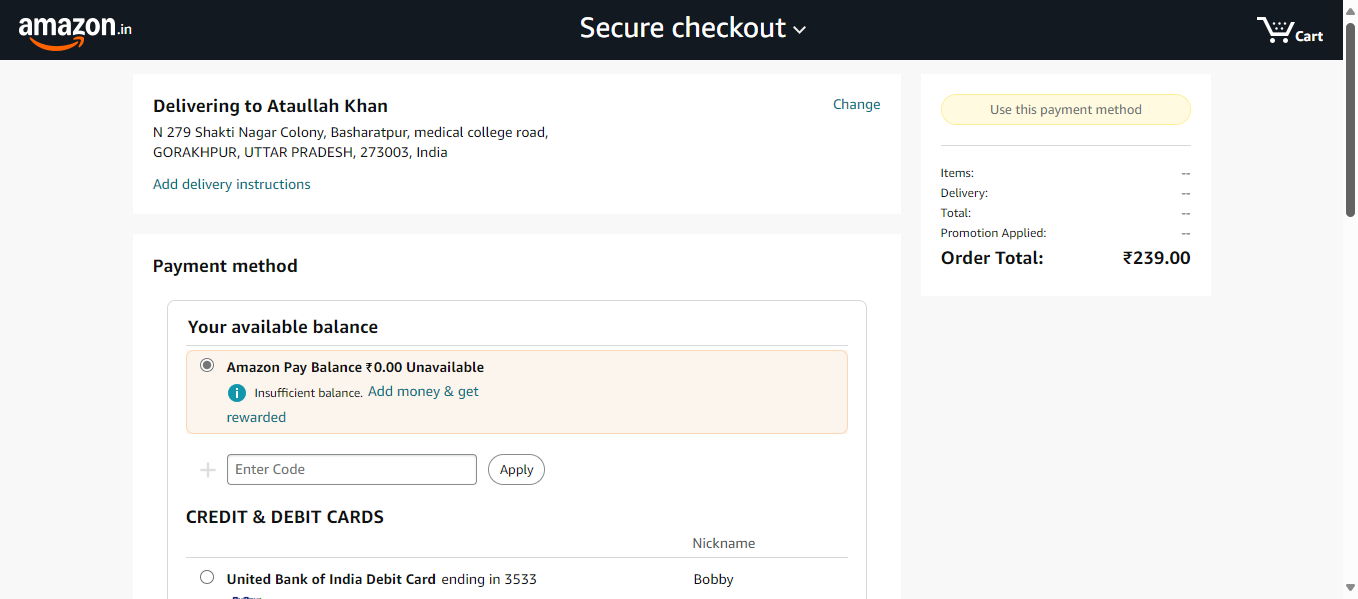 amazon.in
Secure checkout
Cart
Delivering to Ataullah Khan
Change
N 279 Shakti Nagar Colony, Basharatpur, medical college road,
GORAKHPUR, UTTAR PRADESH, 273003, India
Add delivery instructions
Use this payment method
Items: --
Delivery: --
Total: --
Promotion Applied: --
Order Total: ₹239.00
Payment method
Your available balance
Amazon Pay Balance ₹0.00 Unavailable
i Insufficient balance. Add money & get
rewarded
Enter Code
Apply
CREDIT & DEBIT CARDS
Nickname
United Bank of India Debit Card ending in 3533
Bobby